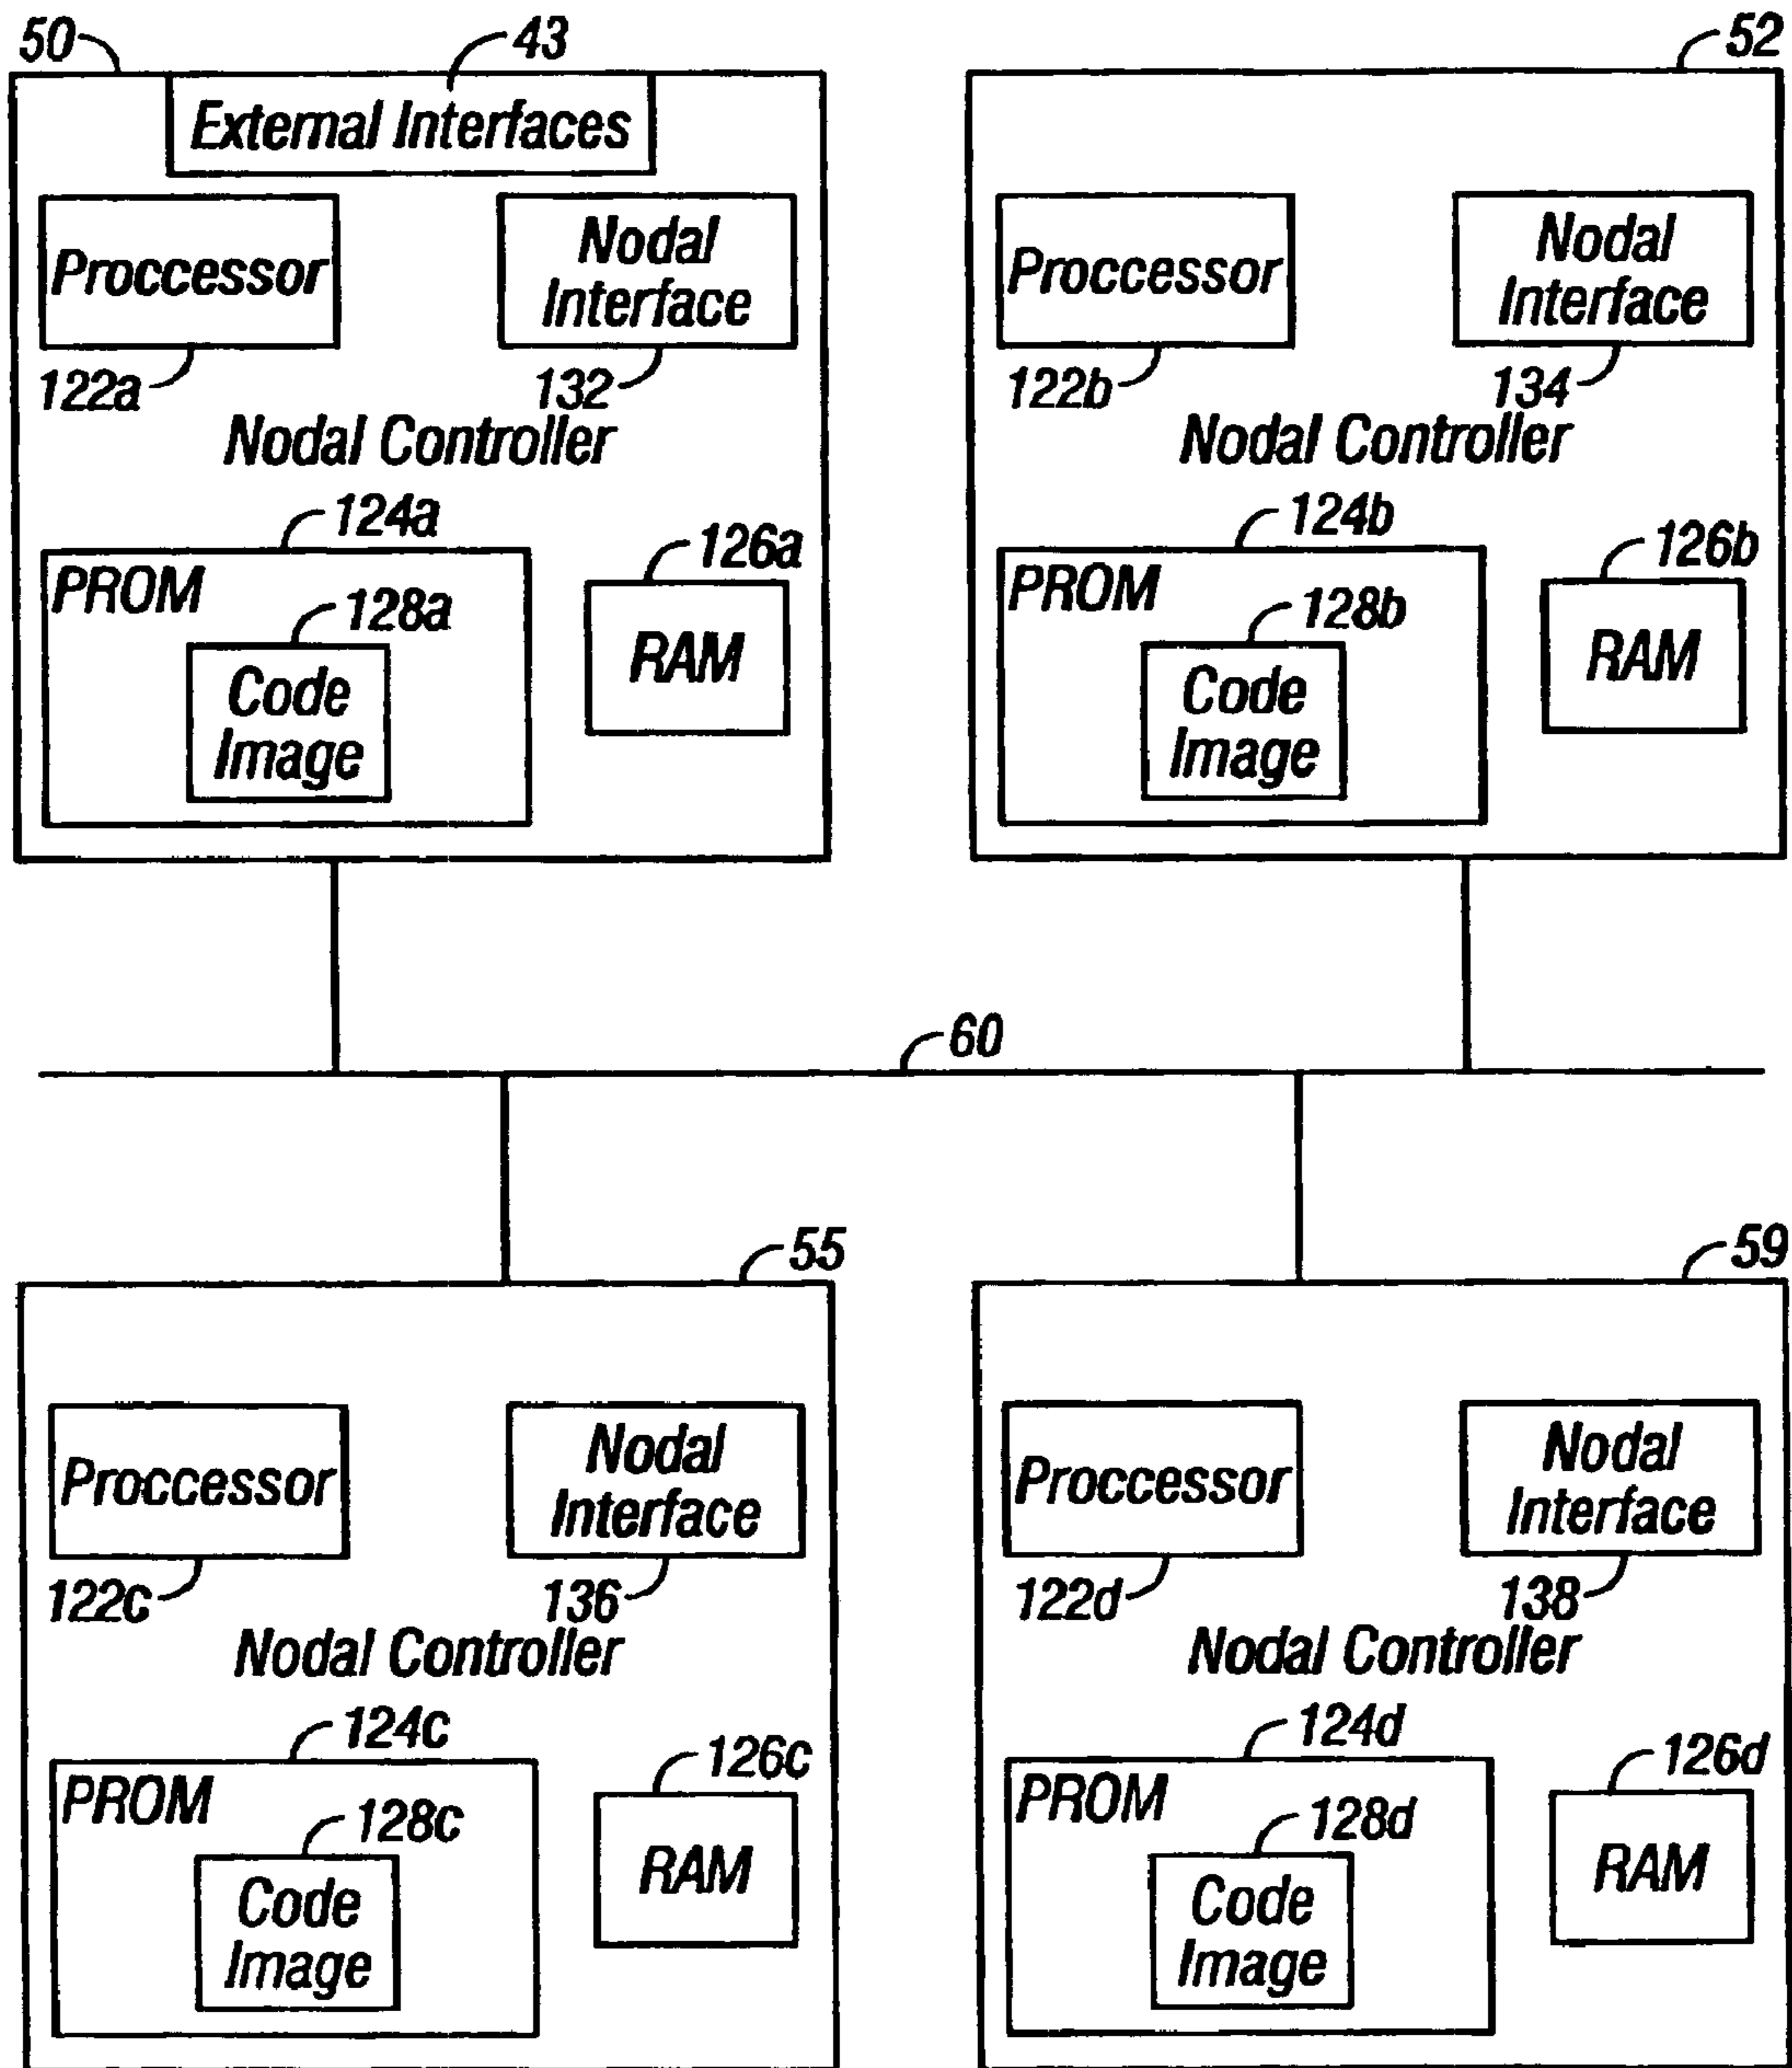 50
43
52
External Interfaces
Proccessor
Nodal
Interface
122a
132
Nodal Controller
124a
126a
PROM
128a
Code
Image
RAM
Proccessor
Nodal
Interface
122b
134
Nodal Controller
124b
126b
PROM
128b
Code
Image
RAM
60
55
59
Proccessor
Nodal
Interface
122c
136
Nodal Controller
124c
126c
PROM
128c
Code
Image
RAM
Proccessor
Nodal
Interface
122d
138
Nodal Controller
124d
126d
PROM
128d
Code
Image
RAM